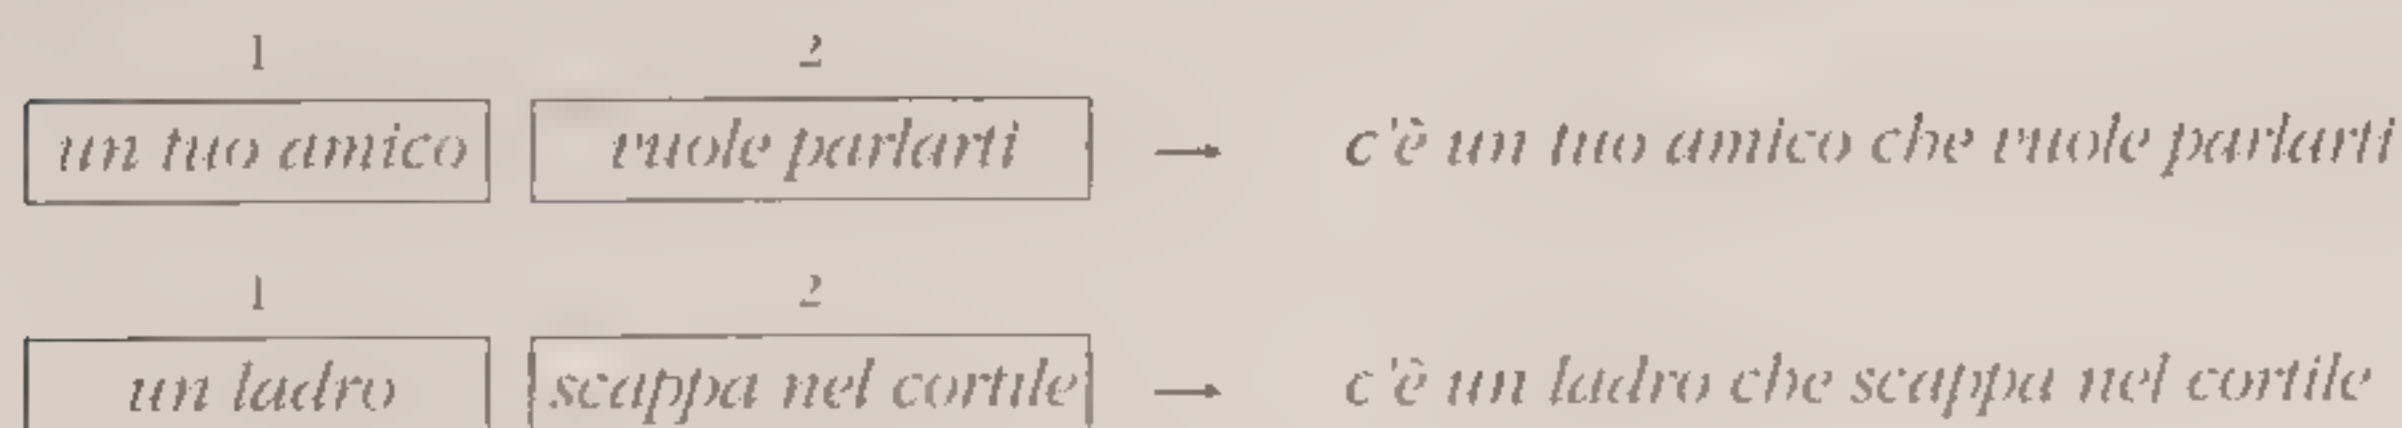 1 2
un tuo amico vuole parlarti → c'è un tuo amico che vuole parlarti
1 2
un ladro scappa nel cortile → c'è un ladro che scappa nel cortile